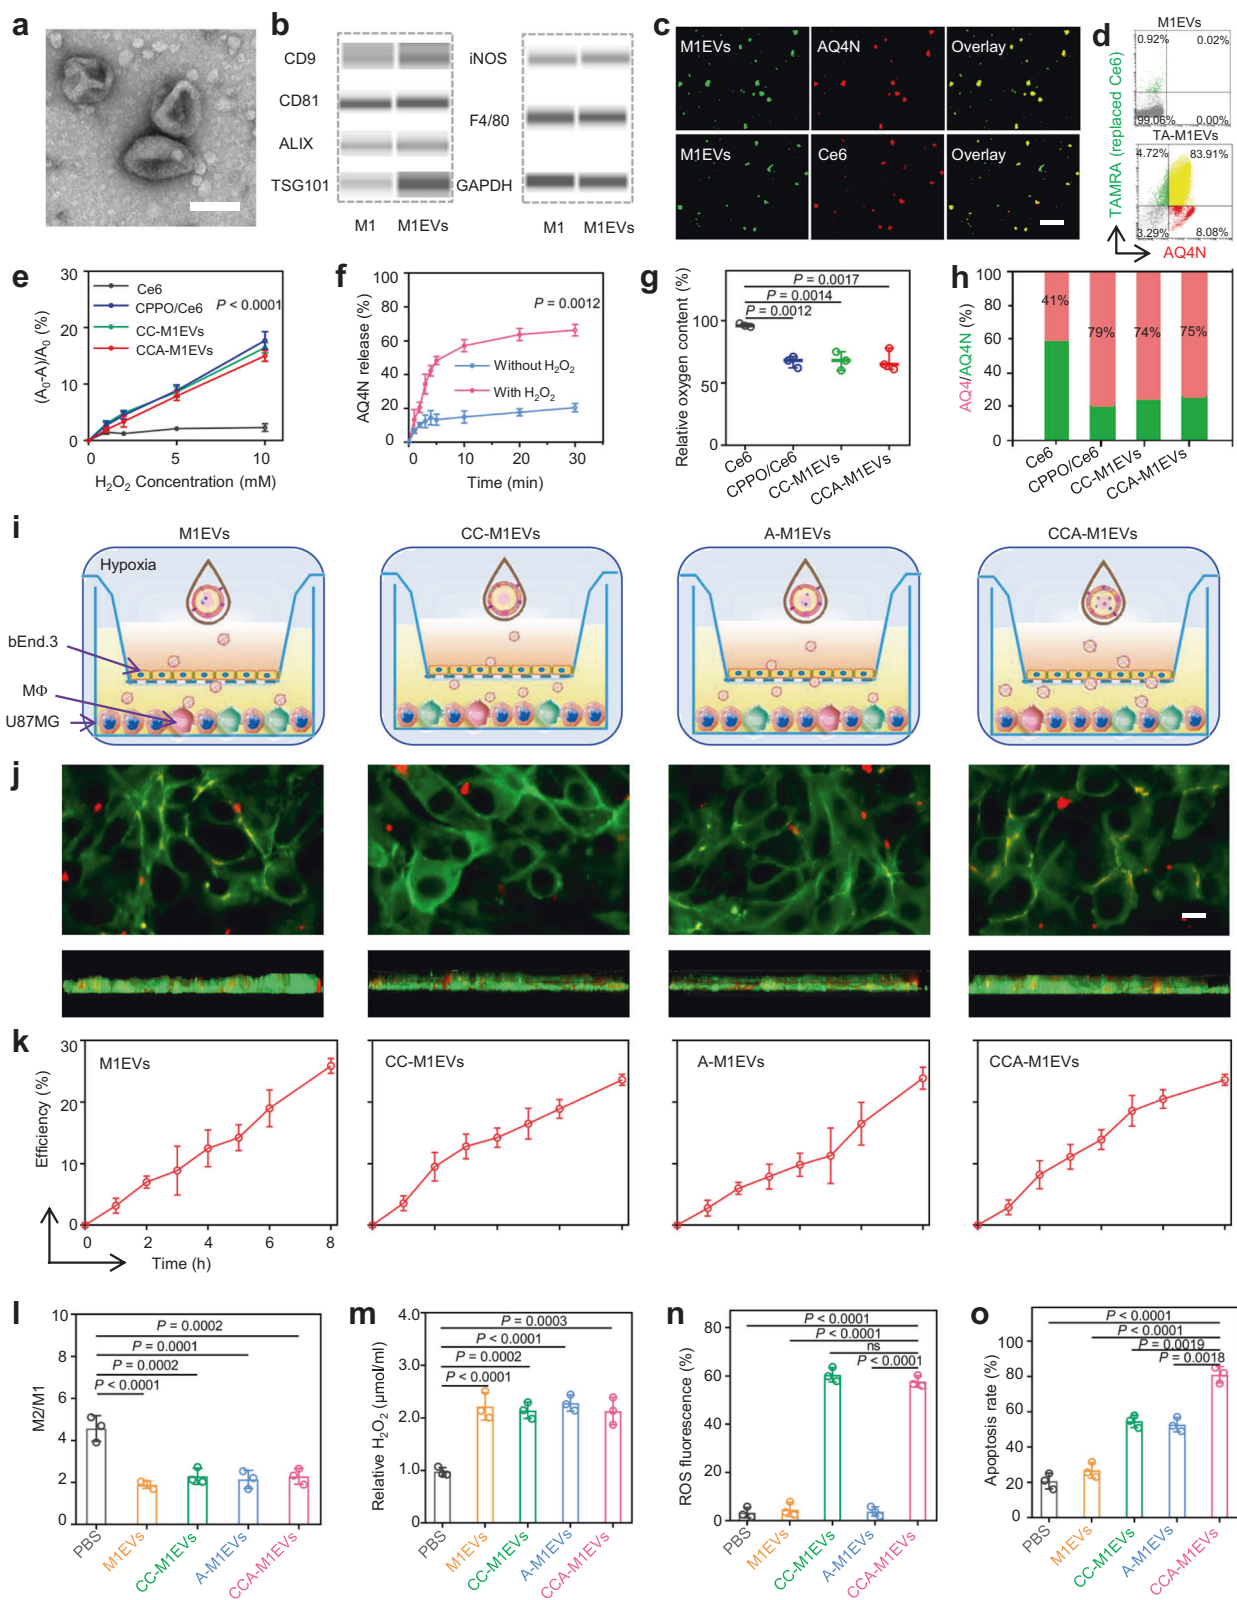 a
b
CD9
CD81
ALIX
TSG101
M1 M1EVs
iNOS
F4/80
GAPDH
M1 M1EVs
c
M1EVs AQ4N Overlay
M1EVs Ce6 Overlay
d
M1EVs
0.92% 0.02%
99.06% 0.00%
TA-M1EVs
4.72% 83.91%
3.29% 8.08%
TAMRA (replaced Ce6)
AQ4N
e
(A₀-A)/A₀ (%)
30
20
10
0
Ce6
CPPO/Ce6
CC-M1EVs
CCA-M1EVs
P < 0.0001
0 5 10
H₂O₂ Concentration (mM)
f
AQ4N release (%)
100
80
60
40
20
0
P = 0.0012
Without H₂O₂
With H₂O₂
0 10 20 30
Time (min)
g
Relative oxygen content (%)
100
50
0
P = 0.0017
P = 0.0014
P = 0.0012
Ce6 CPPO/Ce6 CC-M1EVs CCA-M1EVs
h
AQ4/AQ4N (%)
100
80
60
40
20
0
41% 79% 74% 75%
Ce6 CPPO/Ce6 CC-M1EVs CCA-M1EVs
i
M1EVs CC-M1EVs A-M1EVs CCA-M1EVs
Hypoxia
bEnd.3
MΦ
U87MG
j
k
Efficiency (%)
30
20
10
0
M1EVs CC-M1EVs A-M1EVs CCA-M1EVs
0 2 4 6 8
Time (h)
l
M2/M1
10
8
6
4
2
0
P = 0.0002
P = 0.0001
P = 0.0002
P < 0.0001
PBS M1EVs CC-M1EVs A-M1EVs CCA-M1EVs
m
Relative H₂O₂ (μmol/ml)
4.0
3.0
2.0
1.0
0
P = 0.0003
P < 0.0001
P = 0.0002
P < 0.0001
PBS M1EVs CC-M1EVs A-M1EVs CCA-M1EVs
n
ROS fluorescence (%)
80
60
40
20
0
P < 0.0001
P < 0.0001
ns
P < 0.0001
PBS M1EVs CC-M1EVs A-M1EVs CCA-M1EVs
o
Apoptosis rate (%)
100
80
60
40
20
0
P < 0.0001
P < 0.0001
P = 0.0019
P = 0.0018
PBS M1EVs CC-M1EVs A-M1EVs CCA-M1EVs